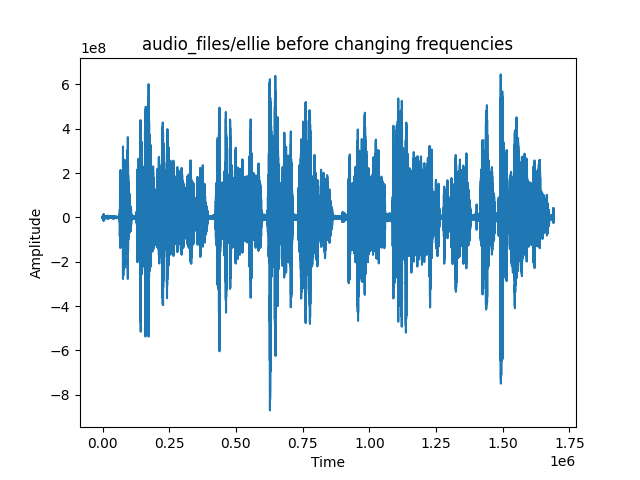 audio_files/ellie before changing frequencies
1e8
6
4
2
0
−2
−4
−6
−8
Amplitude
0.00 0.25 0.50 0.75 1.00 1.25 1.50 1.75
Time
1e6